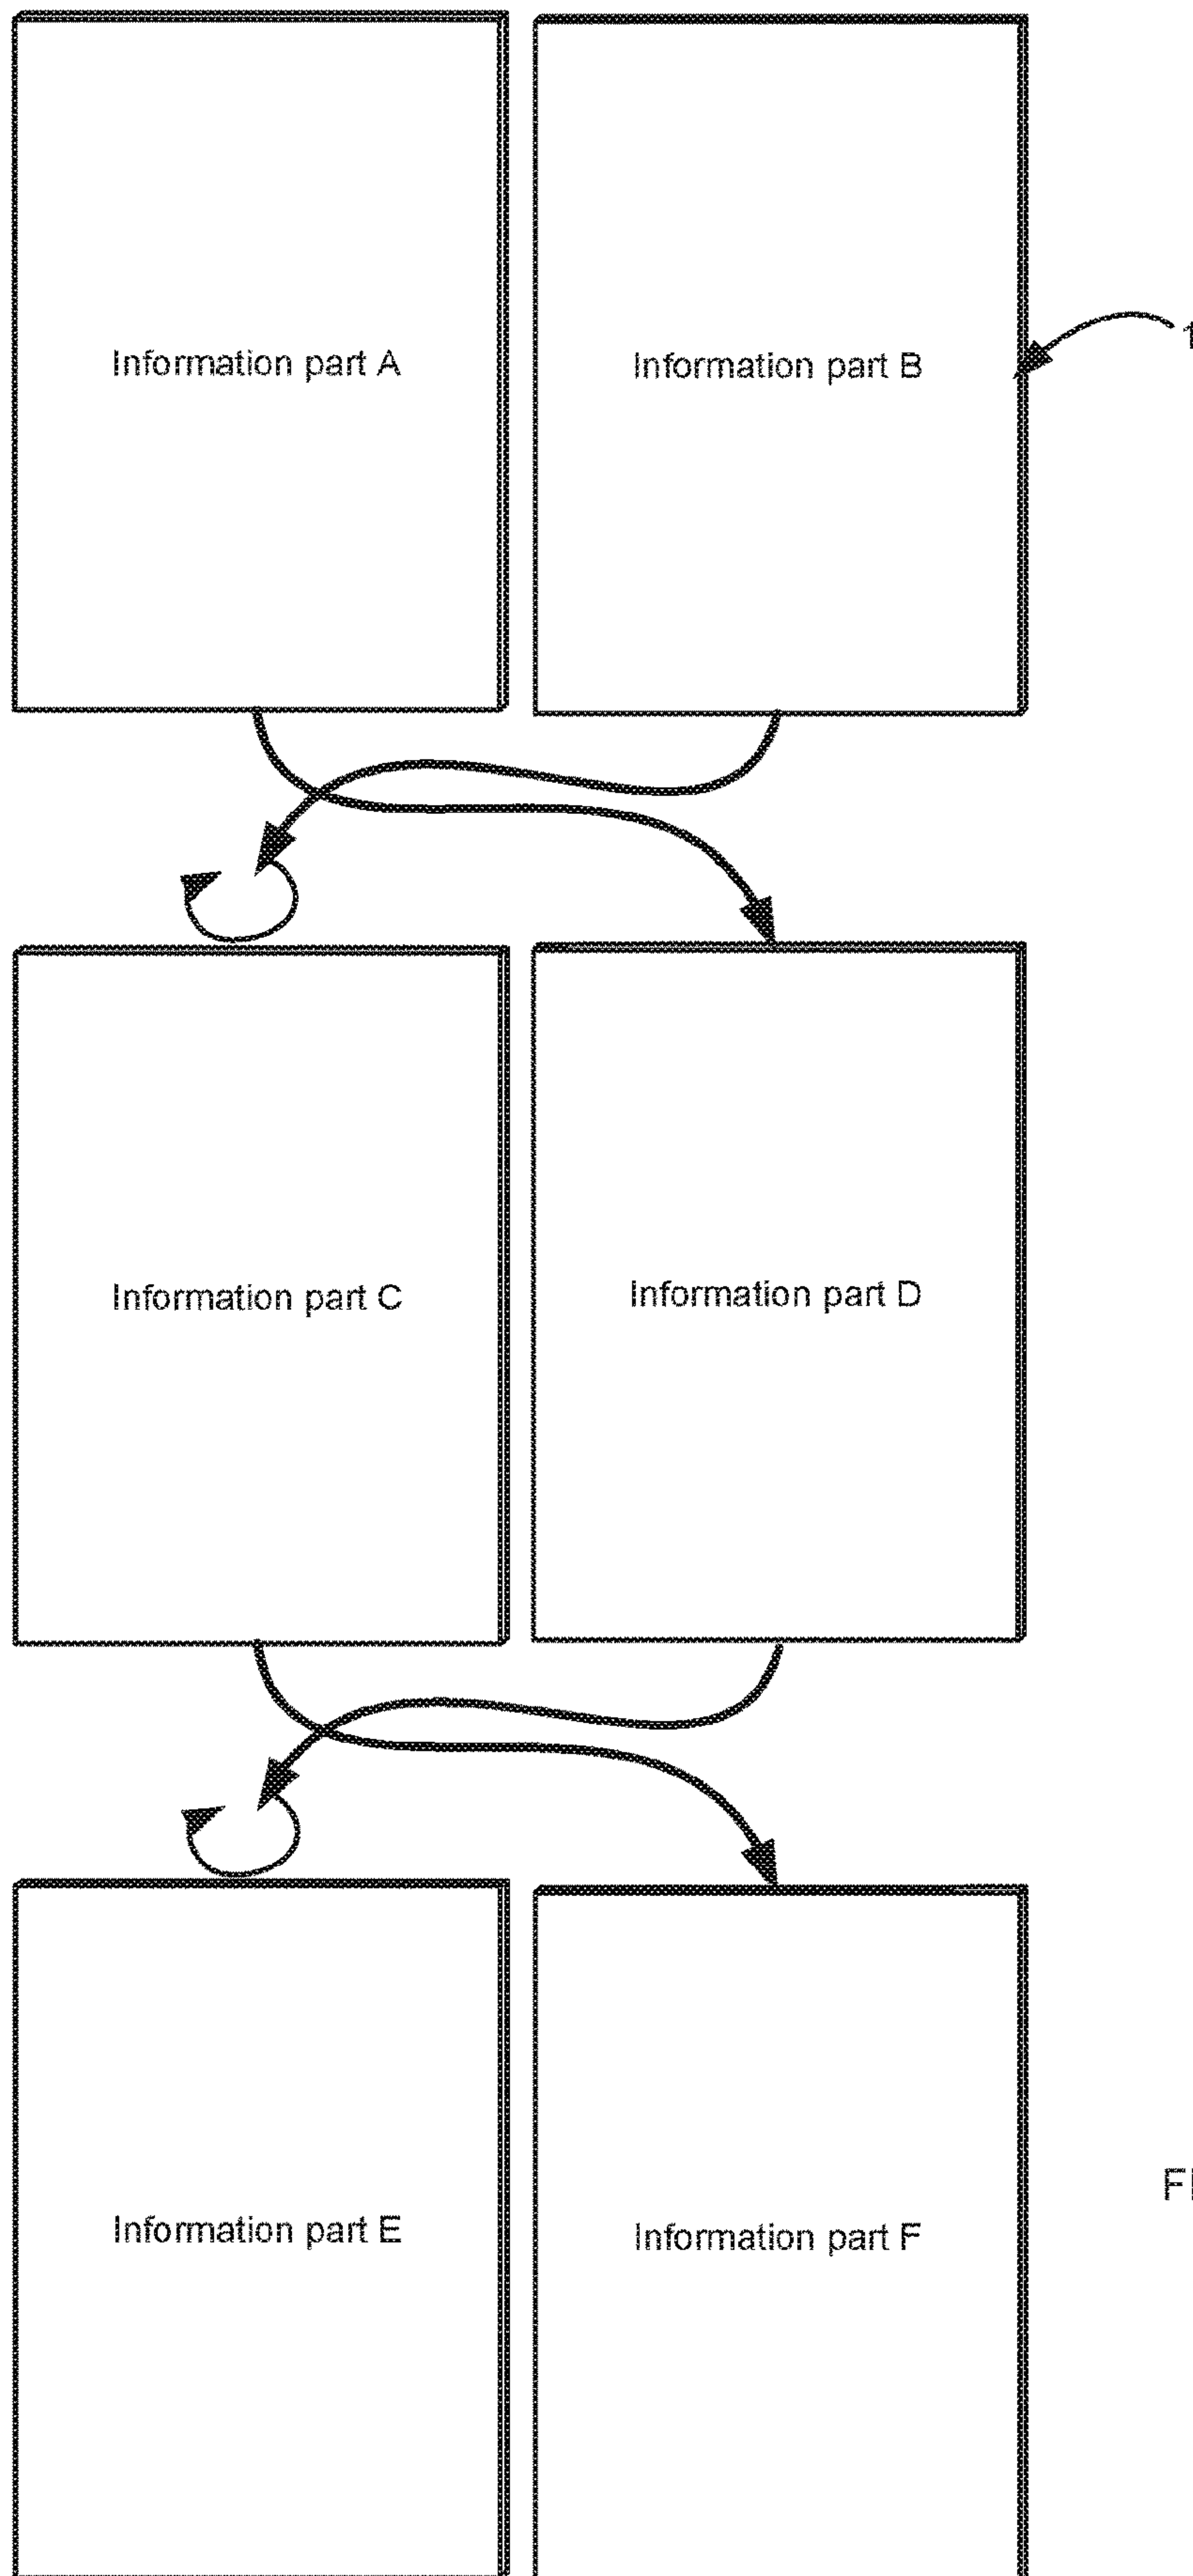 Information part A
Information part B
Information part C
Information part D
Information part E
Information part F